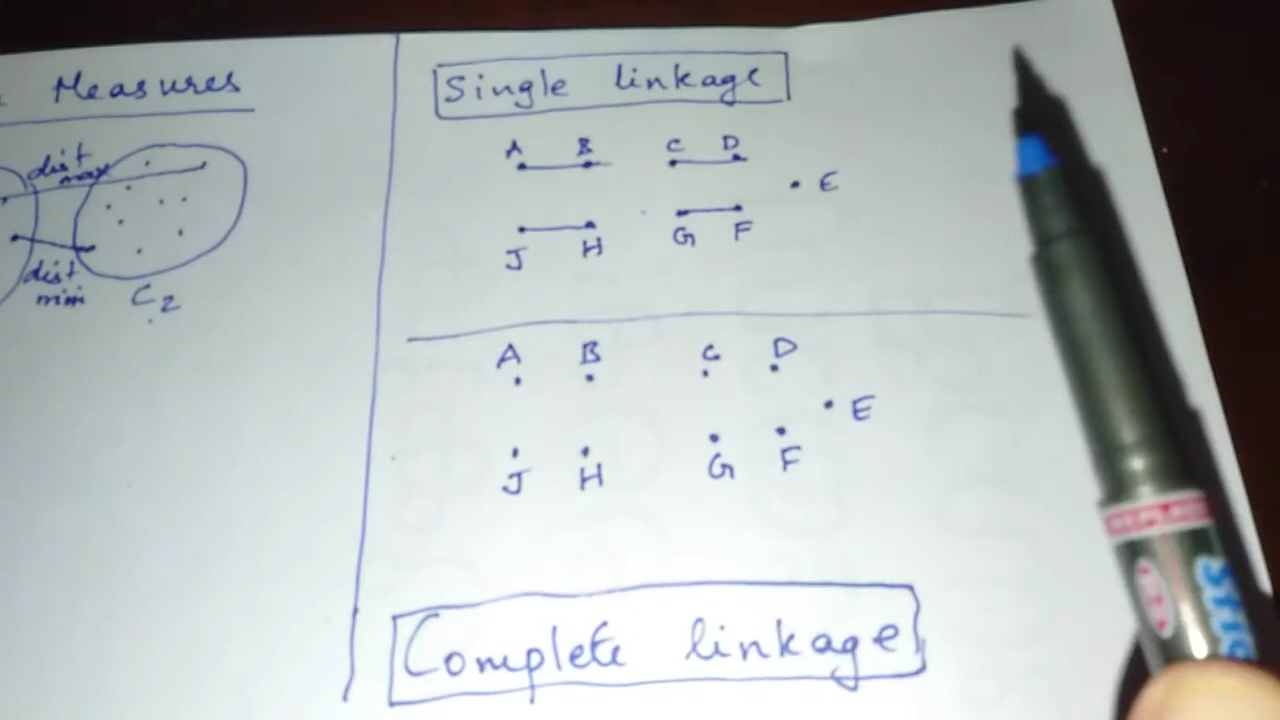 Measures
dist
max
dist
min
C2
Single linkage
A B C D
E
J H G F
A B C D
E
J H G F
Complete linkage